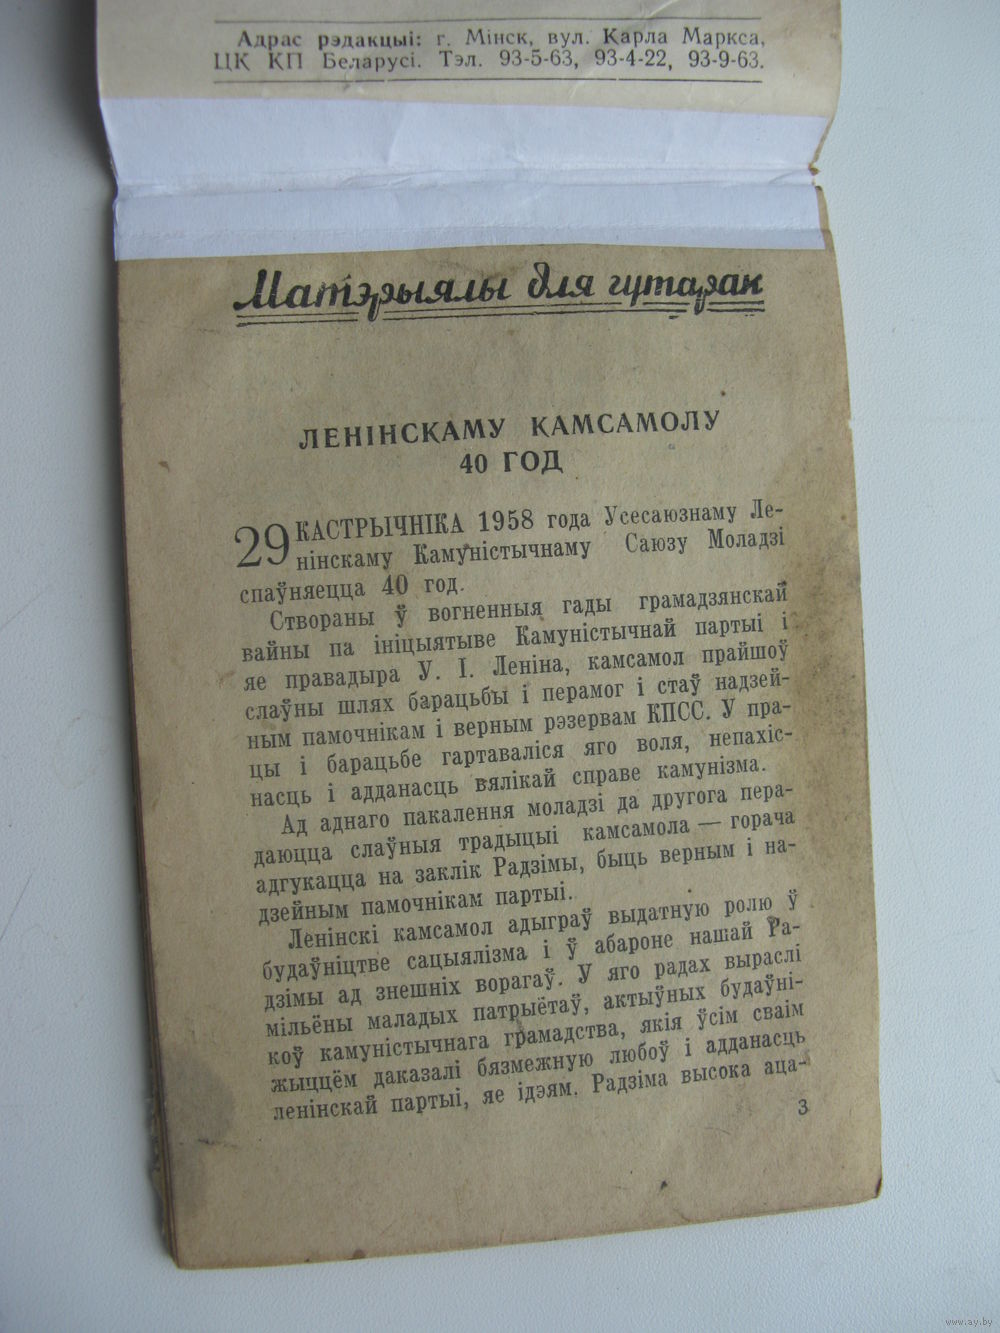 Адрас рэдакцыі: г. Мінск, вул. Карла Маркса,
ЦК КП Беларусі. Тэл. 93-5-63, 93-4-22, 93-9-63.
Матэрыялы для гутарак
ЛЕНІНСКАМУ КАМСАМОЛУ
40 ГОД
29 КАСТРЫЧНІКА 1958 года Усесаюзнаму Ле-
нінскаму Камуністычнаму Саюзу Моладзі
спаўняецца 40 год.
Створаны ў вогненныя гады грамадзянскай
вайны па ініцыятыве Камуністычнай партыі і
яе правадыра У. І. Леніна, камсамол прайшоў
слаўны шлях барацьбы і перамог і стаў надзей-
ным памочнікам і верным рэзервам КПСС. У пра-
цы і барацьбе гартаваліся яго воля, непахіс-
насць і адданасць вялікай справе камунізма.
Ад аднаго пакалення моладзі да другога пера-
даюцца слаўныя традыцыі камсамола — горача
адгукацца на заклік Радзімы, быць верным і на-
дзейным памочнікам партыі.
Ленінскі камсамол адыграў выдатную ролю ў
будаўніцтве сацыялізма і ў абароне нашай Ра-
дзімы ад знешніх ворагаў. У яго радах выраслі
мільёны маладых патрыётаў, актыўных будаўні-
коў камуністычнага грамадства, якія ўсім сваім
жыццём даказалі бязмежную любоў і адданасць
ленінскай партыі, яе ідэям. Радзіма высока аца-
3
www.ay.by